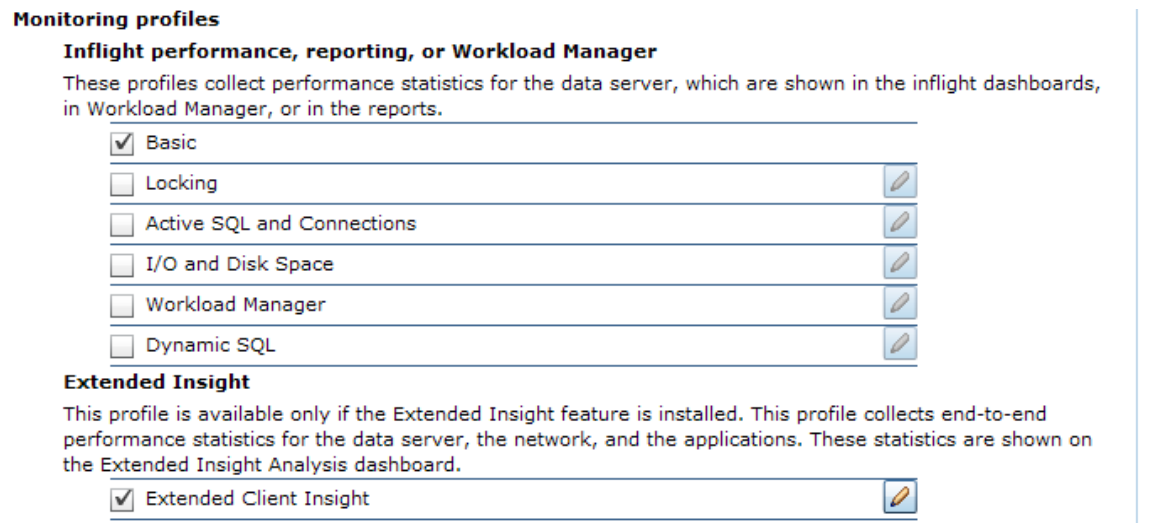 Monitoring profiles
Inflight performance, reporting, or Workload Manager
These profiles collect performance statistics for the data server, which are shown in the inflight dashboards,
in Workload Manager, or in the reports.
Basic
Locking
Active SQL and Connections
I/O and Disk Space
Workload Manager
Dynamic SQL
Extended Insight
This profile is available only if the Extended Insight feature is installed. This profile collects end-to-end
performance statistics for the data server, the network, and the applications. These statistics are shown on
the Extended Insight Analysis dashboard.
Extended Client Insight